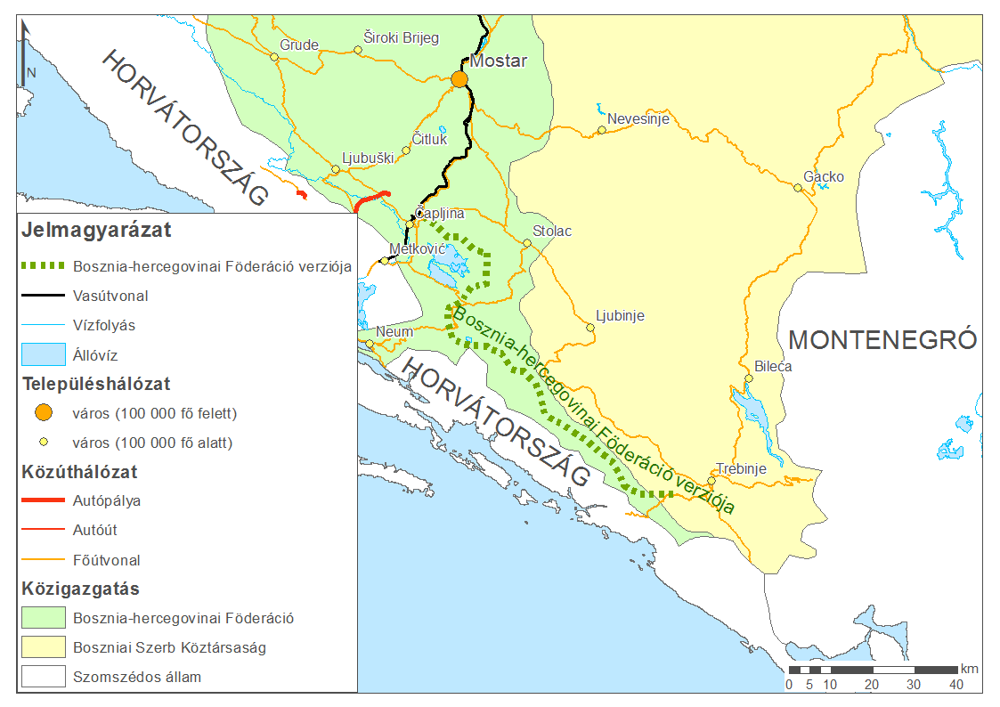 Široki Brijeg
Grude
Mostar
N
HORVÁTORSZÁG
Nevesinje
Čitluk
Ljubuški
Gacko
Čapljina
Stolac
Metković
Ljubinje
Neum
MONTENEGRÓ
Bileća
HORVÁTORSZÁG
Bosznia-hercegovinai Föderáció verziója
Trebinje
Jelmagyarázat
Bosznia-hercegovinai Föderáció verziója
Vasútvonal
Vízfolyás
Állóvíz
Településhálózat
város (100 000 fő felett)
város (100 000 fő alatt)
Közúthálózat
Autópálya
Autóút
Főútvonal
Közigazgatás
Bosznia-hercegovinai Föderáció
Boszniai Szerb Köztársaság
Szomszédos állam
km
0 5 10 20 30 40